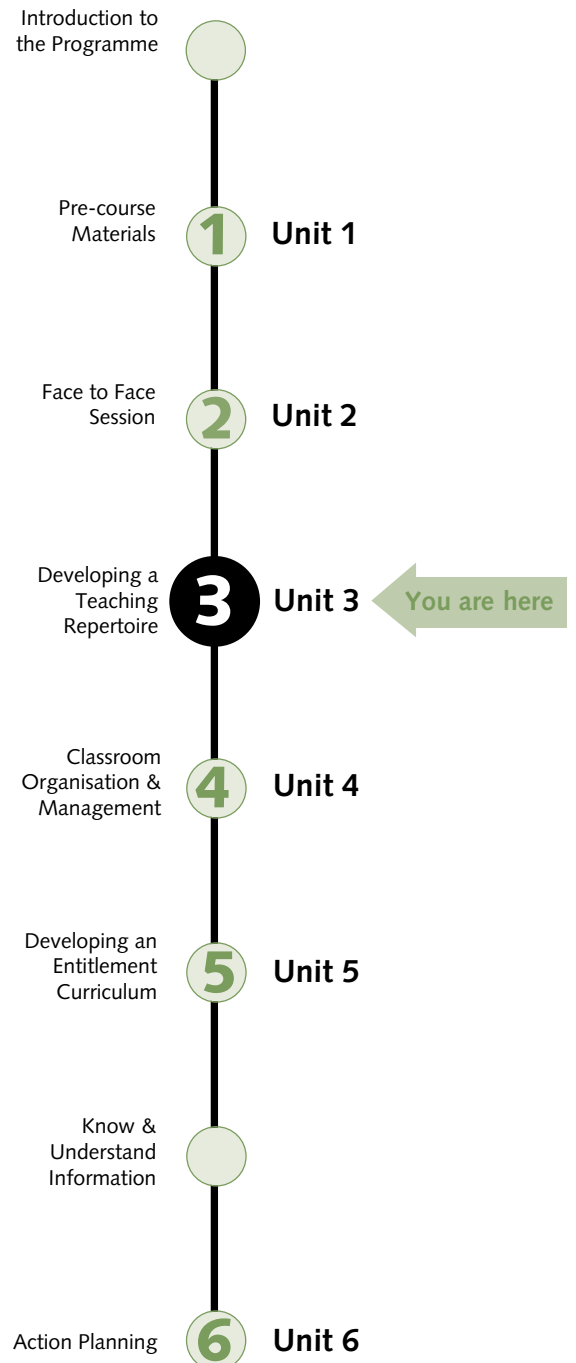 Introduction to
the Programme
Pre-course
Materials
1
Unit 1
Face to Face
Session
2
Unit 2
Developing a
Teaching
Repertoire
3
Unit 3
You are here
Classroom
Organisation &
Management
4
Unit 4
Developing an
Entitlement
Curriculum
5
Unit 5
Know &
Understand
Information
Action Planning
6
Unit 6